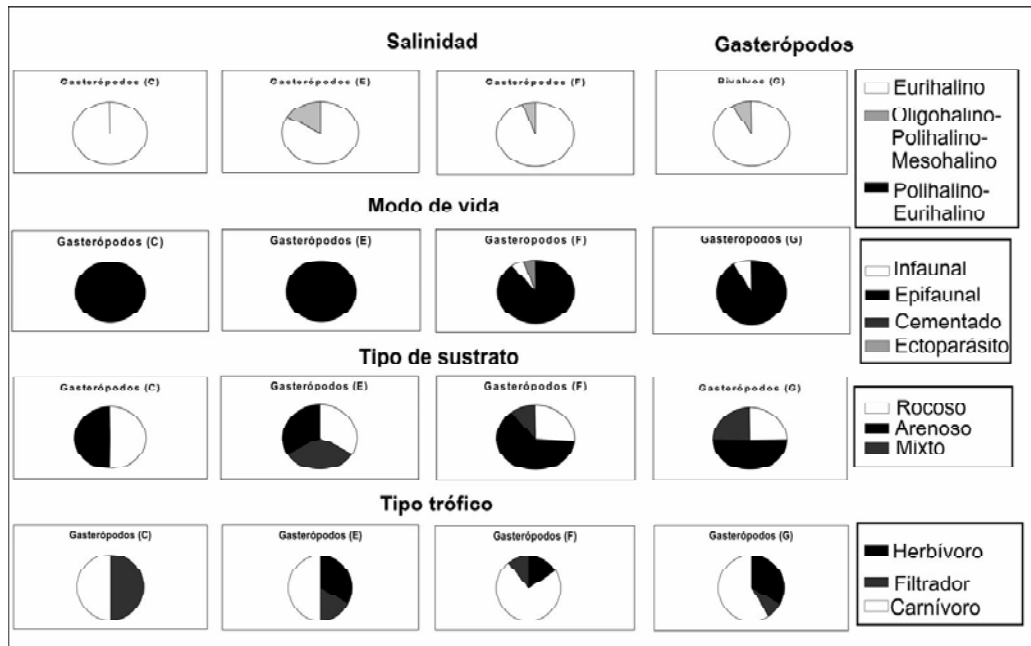 Salinidad
Gasterópodos
Gasterópodos (C)
Gasterópodos (E)
Gasterópodos (F)
Bivalvos (G)
Eurihalino
Oligohalino-
Polihalino-
Mesohalino
Polihalino-
Eurihalino
Modo de vida
Gasterópodos (C)
Gasterópodos (E)
Gasterópodos (F)
Gasterópodos (G)
Infaunal
Epifaunal
Cementado
Ectoparásito
Tipo de sustrato
Gasterópodos (C)
Gasterópodos (E)
Gasterópodos (F)
Gasterópodos (G)
Rocoso
Arenoso
Mixto
Tipo trófico
Gasterópodos (C)
Gasterópodos (E)
Gasterópodos (F)
Gasterópodos (G)
Herbívoro
Filtrador
Carnívoro